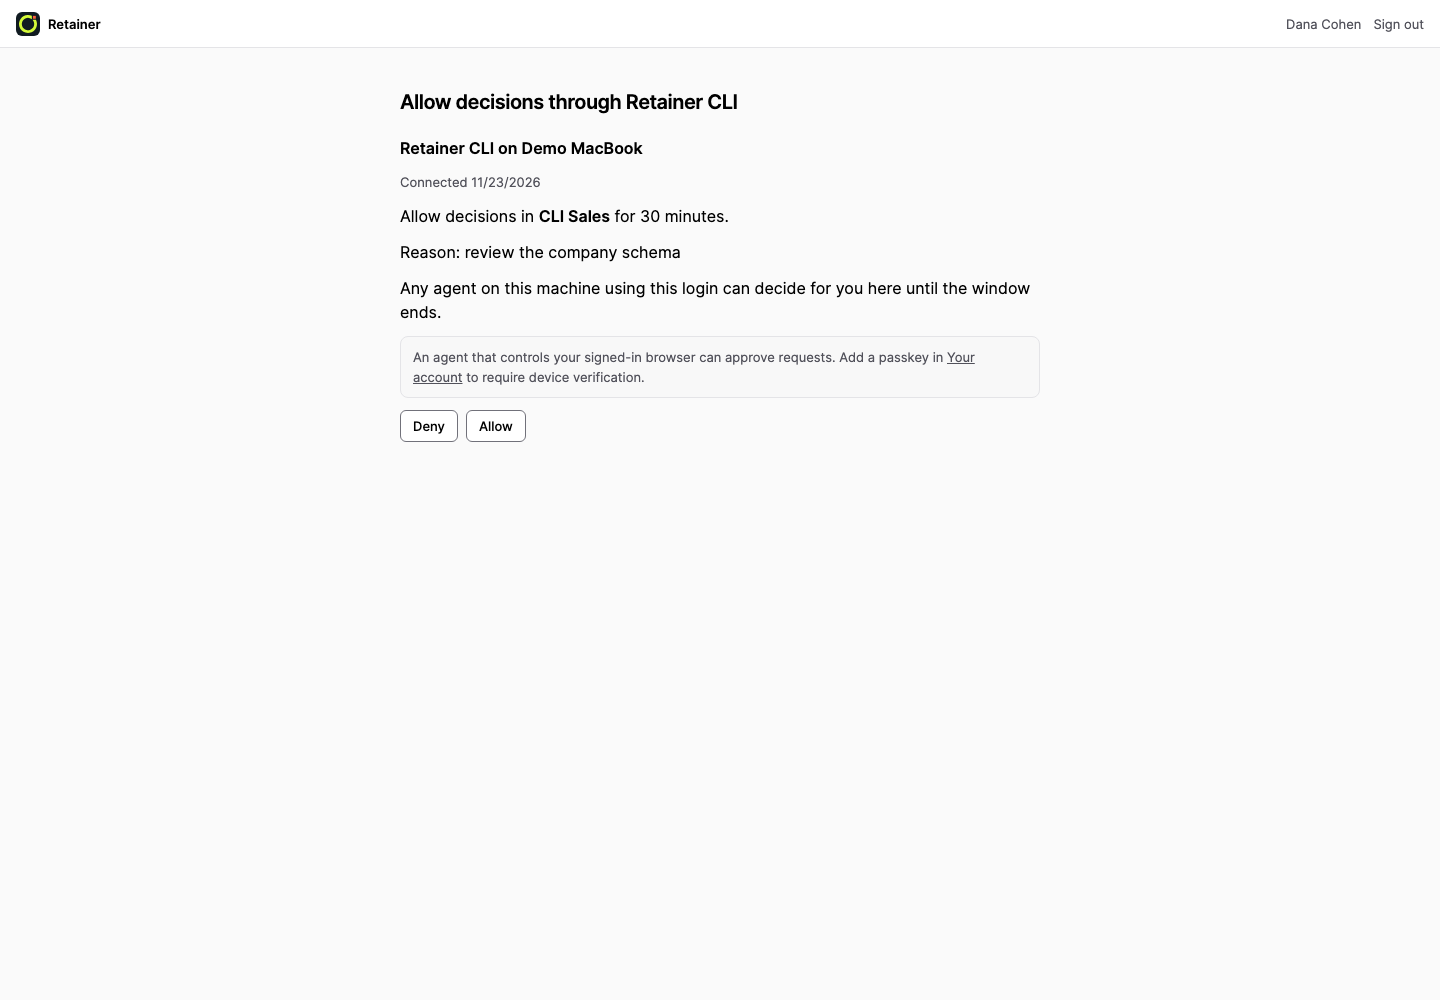 Retainer
Dana Cohen Sign out
Allow decisions through Retainer CLI
Retainer CLI on Demo MacBook
Connected 11/23/2026
Allow decisions in CLI Sales for 30 minutes.
Reason: review the company schema
Any agent on this machine using this login can decide for you here until the window
ends.
An agent that controls your signed-in browser can approve requests. Add a passkey in Your
account to require device verification.
Deny Allow